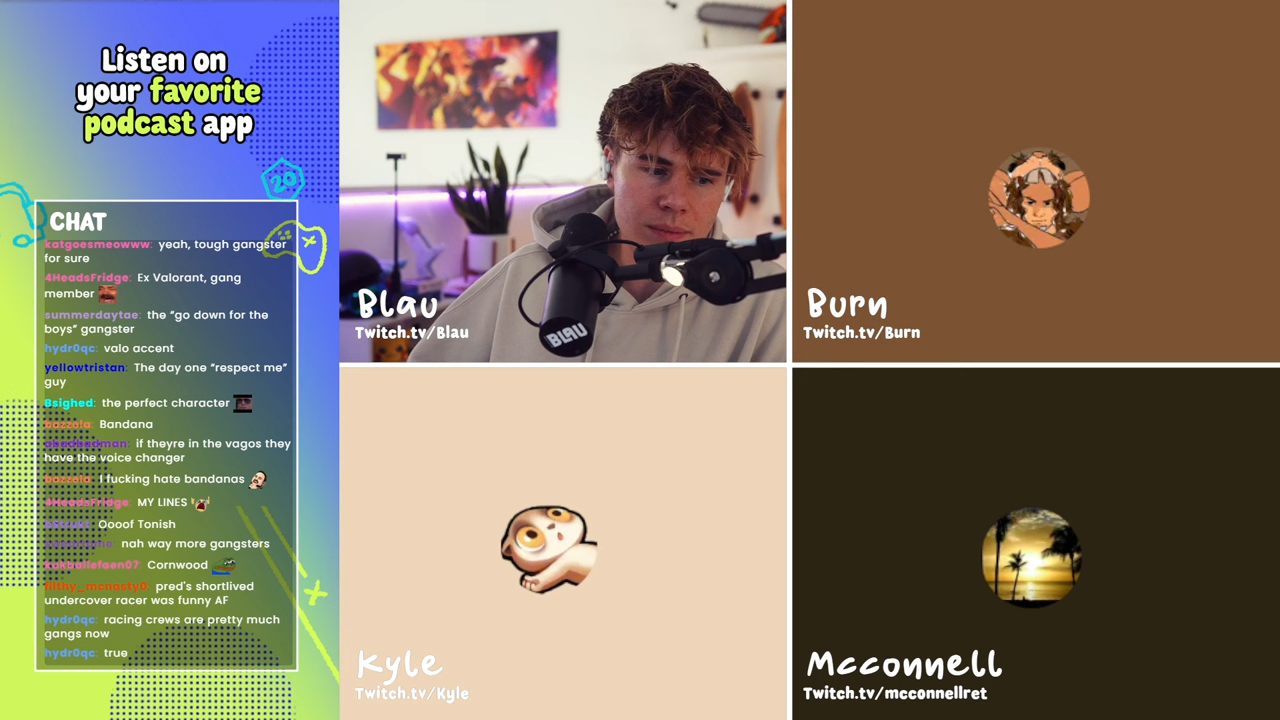 Listen on
your favorite
podcast app
20
CHAT
katgoesmeowww: yeah, tough gangster
for sure
4HeadsFridge: Ex Valorant, gang
member
summerdaytae: the “go down for the
boys” gangster
hydr0qc: valo accent
yellowtristan: The day one “respect me”
guy
Bsighed: the perfect character
bazzela: Bandana
if theyre in the vagos they
have the voice changer
bazzela: I fucking hate bandanas
4HeadsFridge: MY LINES
Oooof Tonish
nah way more gangsters
Cornwood
filthy_mcnasty0: pred's shortlived
undercover racer was funny AF
hydr0qc: racing crews are pretty much
gangs now
hydr0qc: true
BLAU
Blau
Twitch.tv/Blau
Burn
Twitch.tv/Burn
Kyle
Twitch.tv/Kyle
Mcconnell
Twitch.tv/mcconnellret